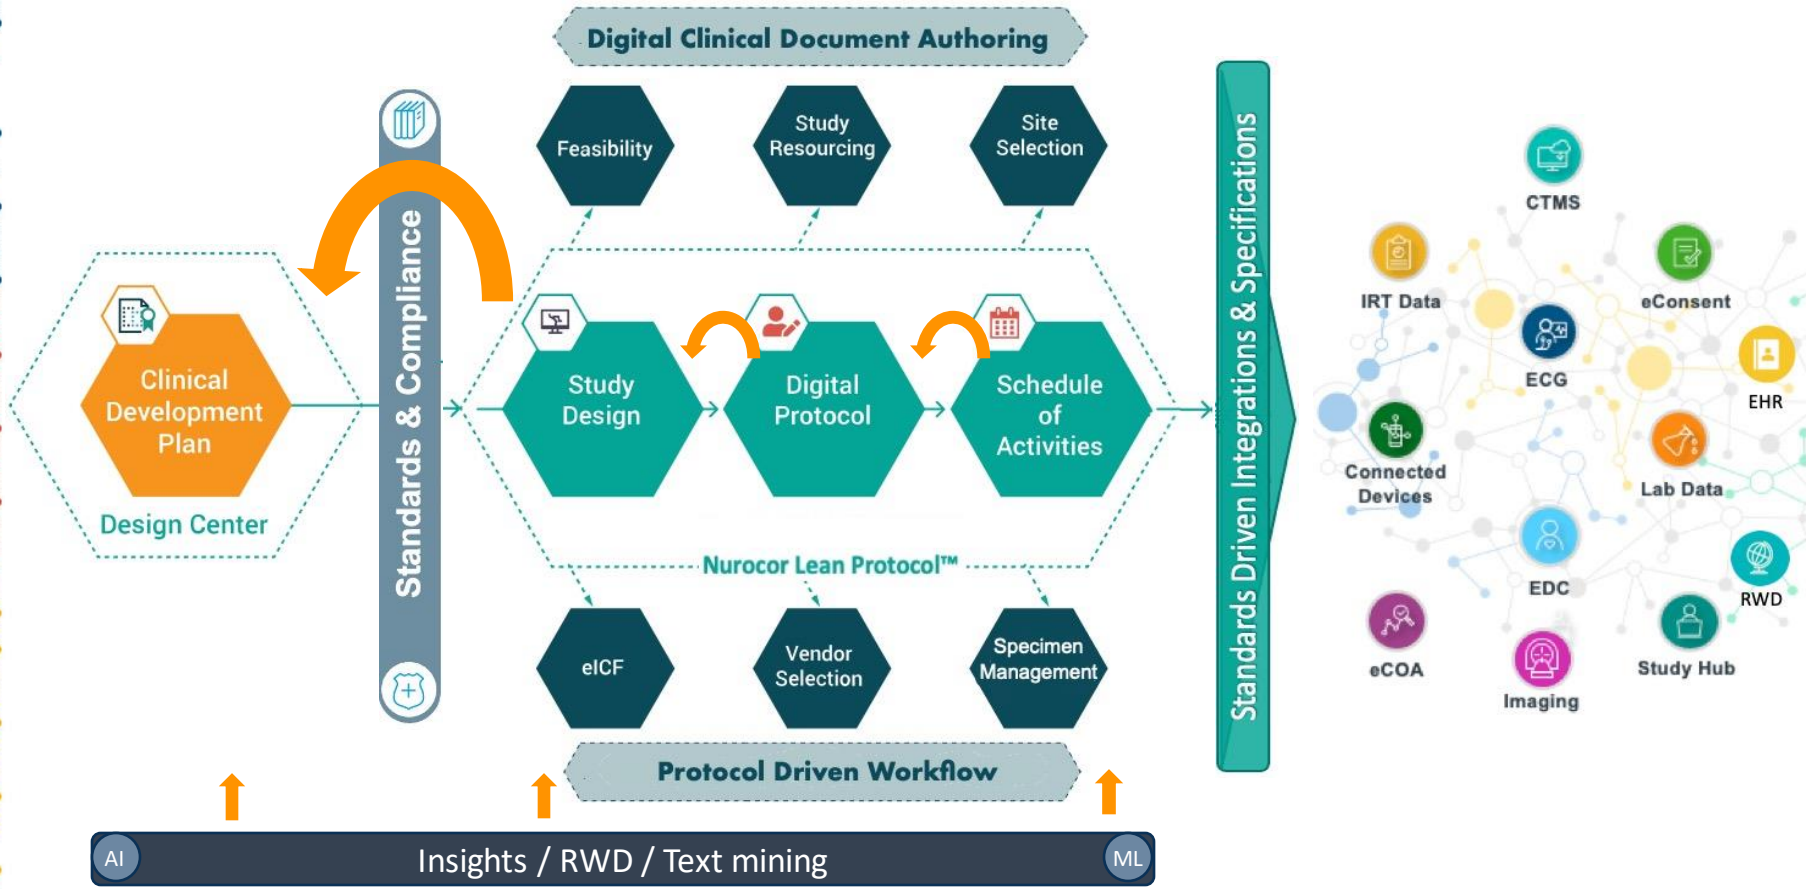 Digital Clinical Document Authoring
Feasibility
Study
Resourcing
Site
Selection
Standards & Compliance
Clinical
Development
Plan
Design Center
Study
Design
Digital
Protocol
Schedule
of
Activities
Nurocor Lean Protocol™
eICF
Vendor
Selection
Specimen
Management
Protocol Driven Workflow
Standards Driven Integrations & Specifications
CTMS
IRT Data
eConsent
ECG
EHR
Connected
Devices
Lab Data
EDC
RWD
eCOA
Study Hub
Imaging
AI
Insights / RWD / Text mining
ML